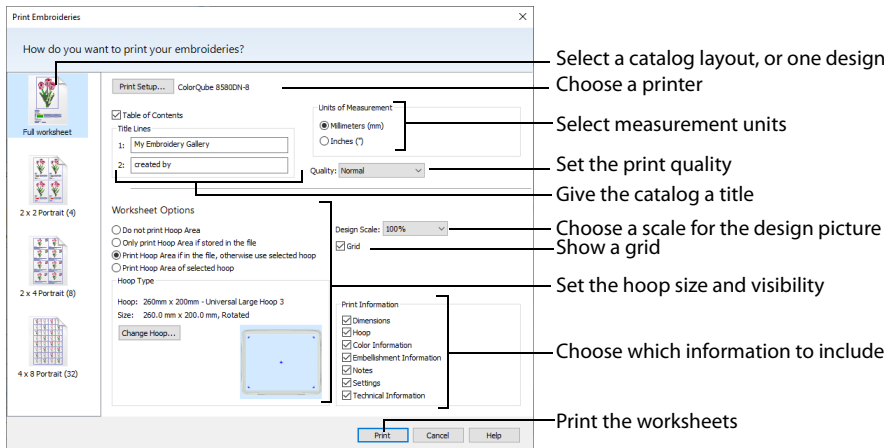 Print Embroideries
How do you want to print your embroideries?
Full worksheet
2 x 2 Portrait (4)
2 x 4 Portrait (8)
4 x 8 Portrait (32)
Print Setup... ColorQube 8580DN-8
Table of Contents
Title Lines
1: My Embroidery Gallery
2: created by
Units of Measurement
Millimeters (mm)
Inches (")
Quality: Normal
Worksheet Options
Do not print Hoop Area
Only print Hoop Area if stored in the file
Print Hoop Area if in the file, otherwise use selected hoop
Print Hoop Area of selected hoop
Design Scale: 100%
Grid
Hoop Type
Hoop: 260mm x 200mm - Universal Large Hoop 3
Size: 260.0 mm x 200.0 mm, Rotated
Change Hoop...
Print Information
Dimensions
Hoop
Color Information
Embellishment Information
Notes
Settings
Technical Information
Print Cancel Help
Select a catalog layout, or one design
Choose a printer
Select measurement units
Set the print quality
Give the catalog a title
Choose a scale for the design picture
Show a grid
Set the hoop size and visibility
Choose which information to include
Print the worksheets